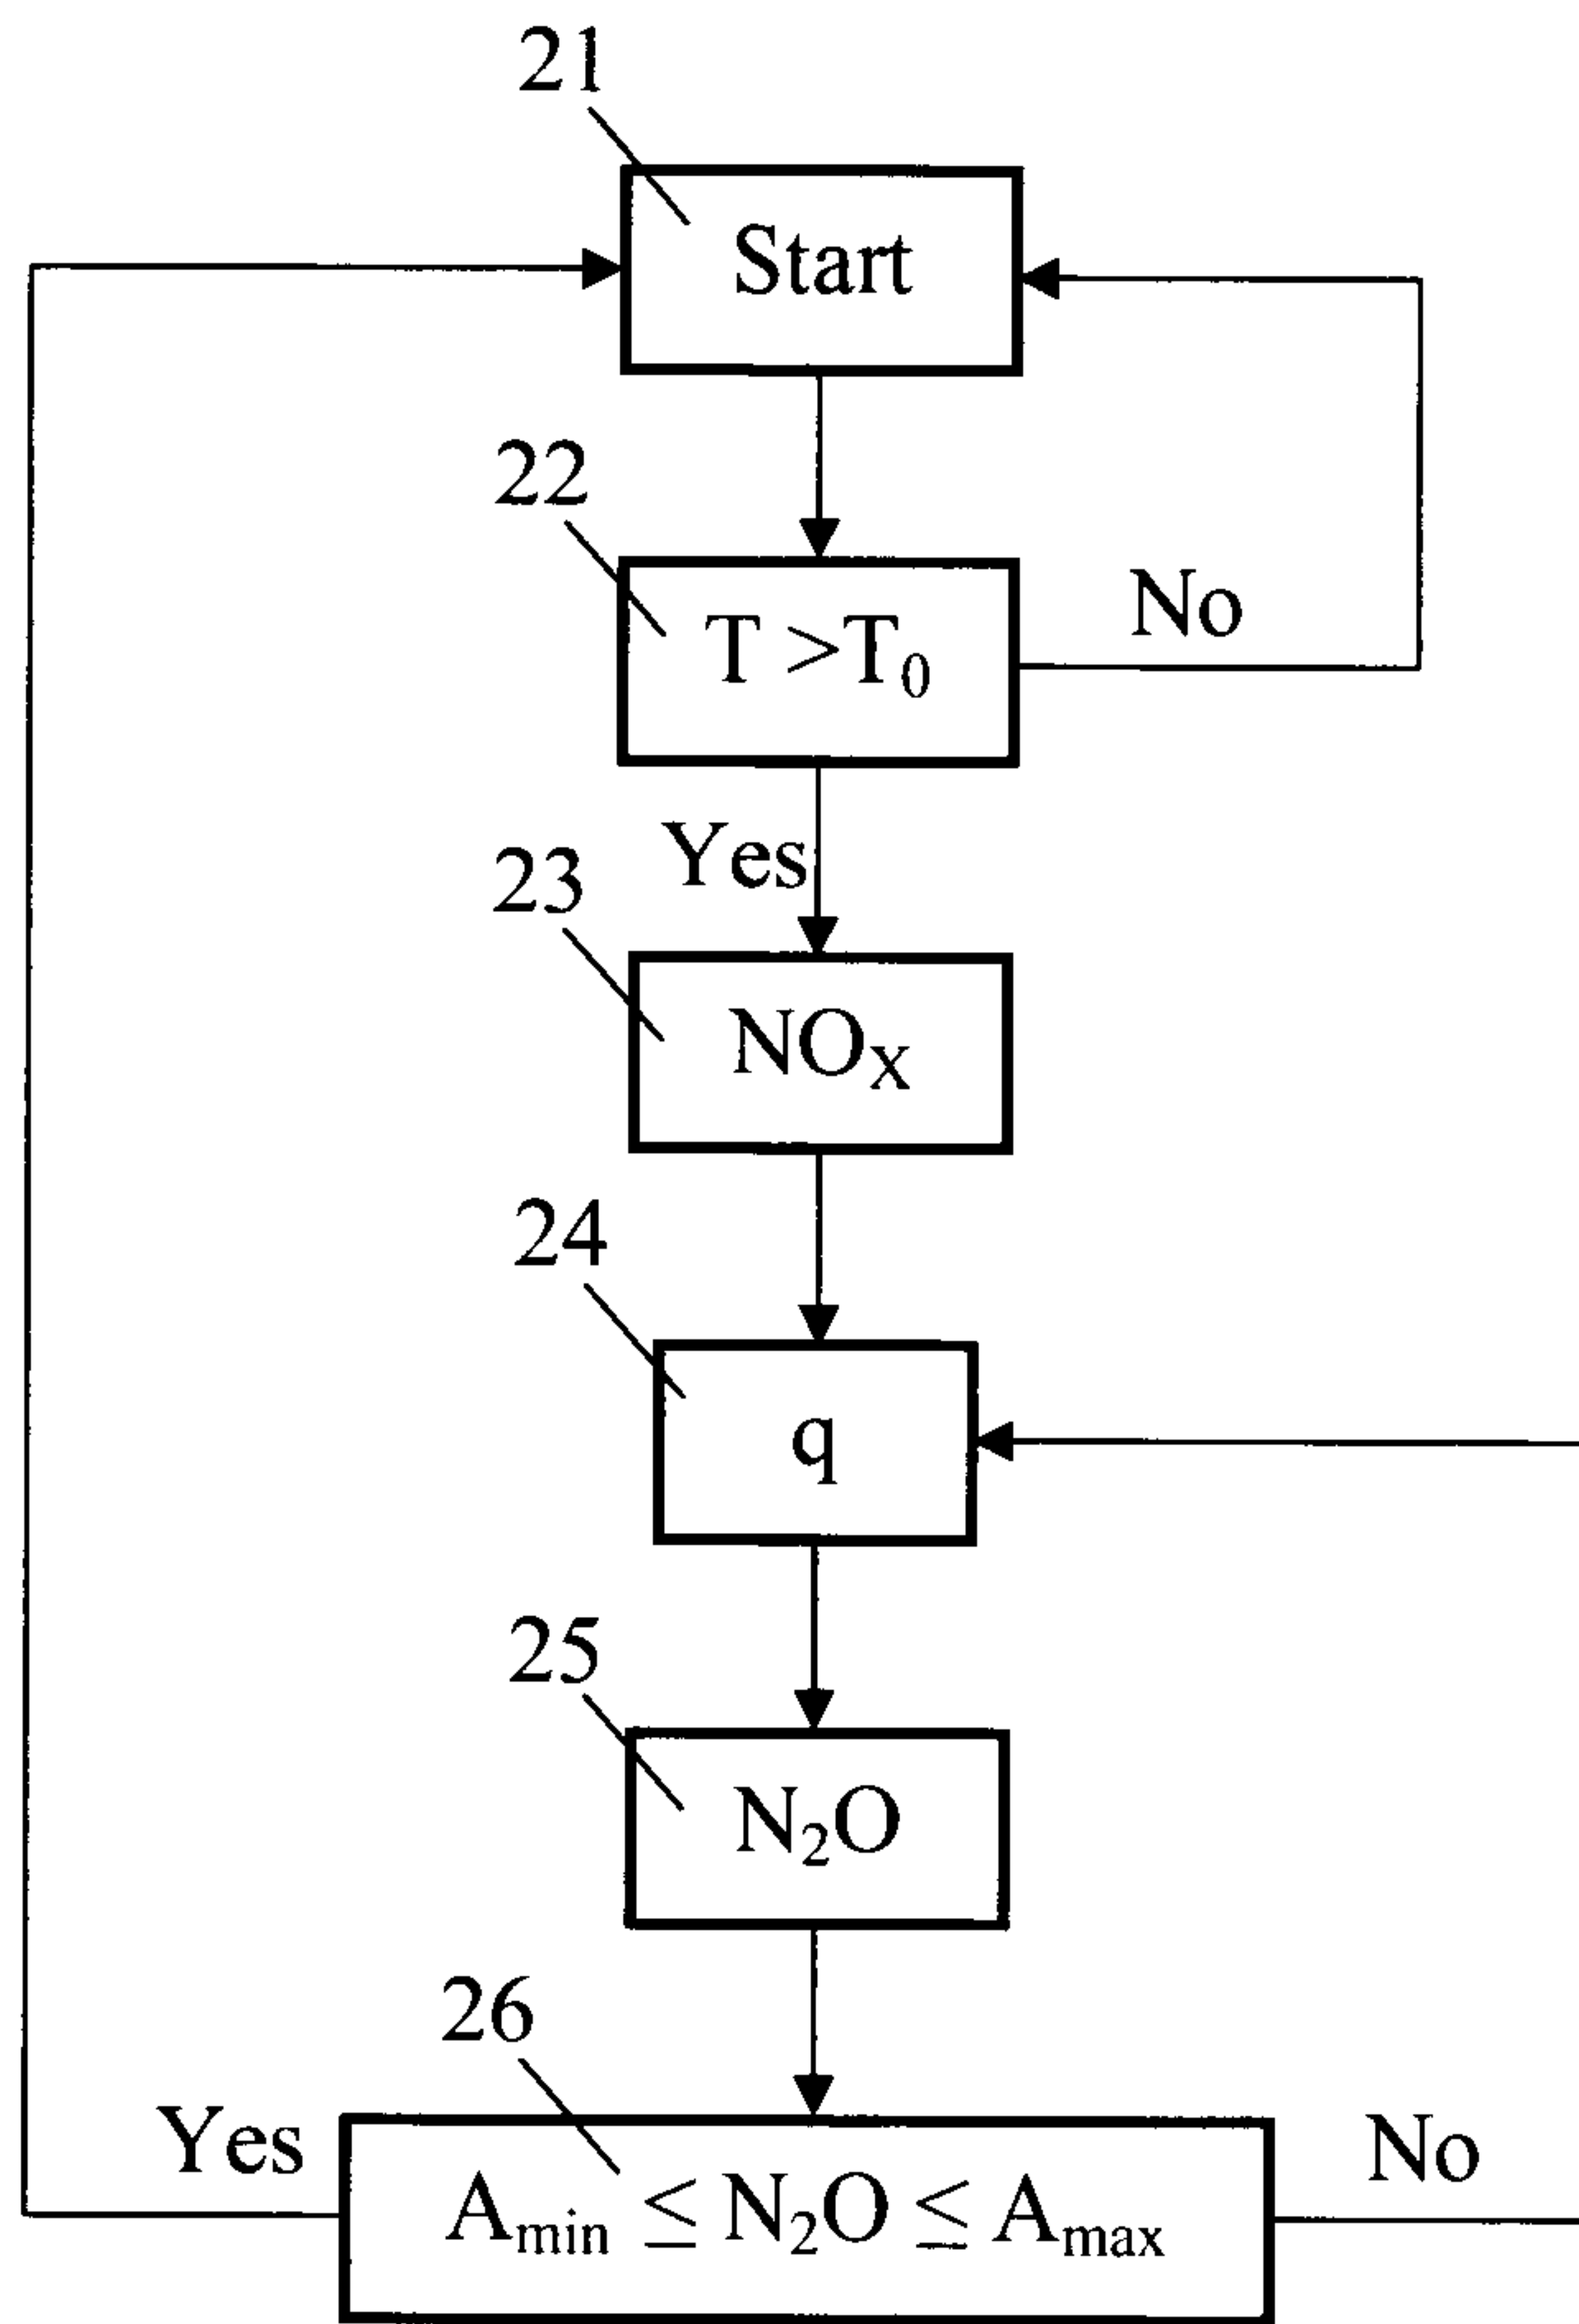 21
Start
22
T >T₀
No
Yes
23
NOX
24
q
25
N₂O
26
Yes
Amin ≤ N₂O ≤ Amax
No